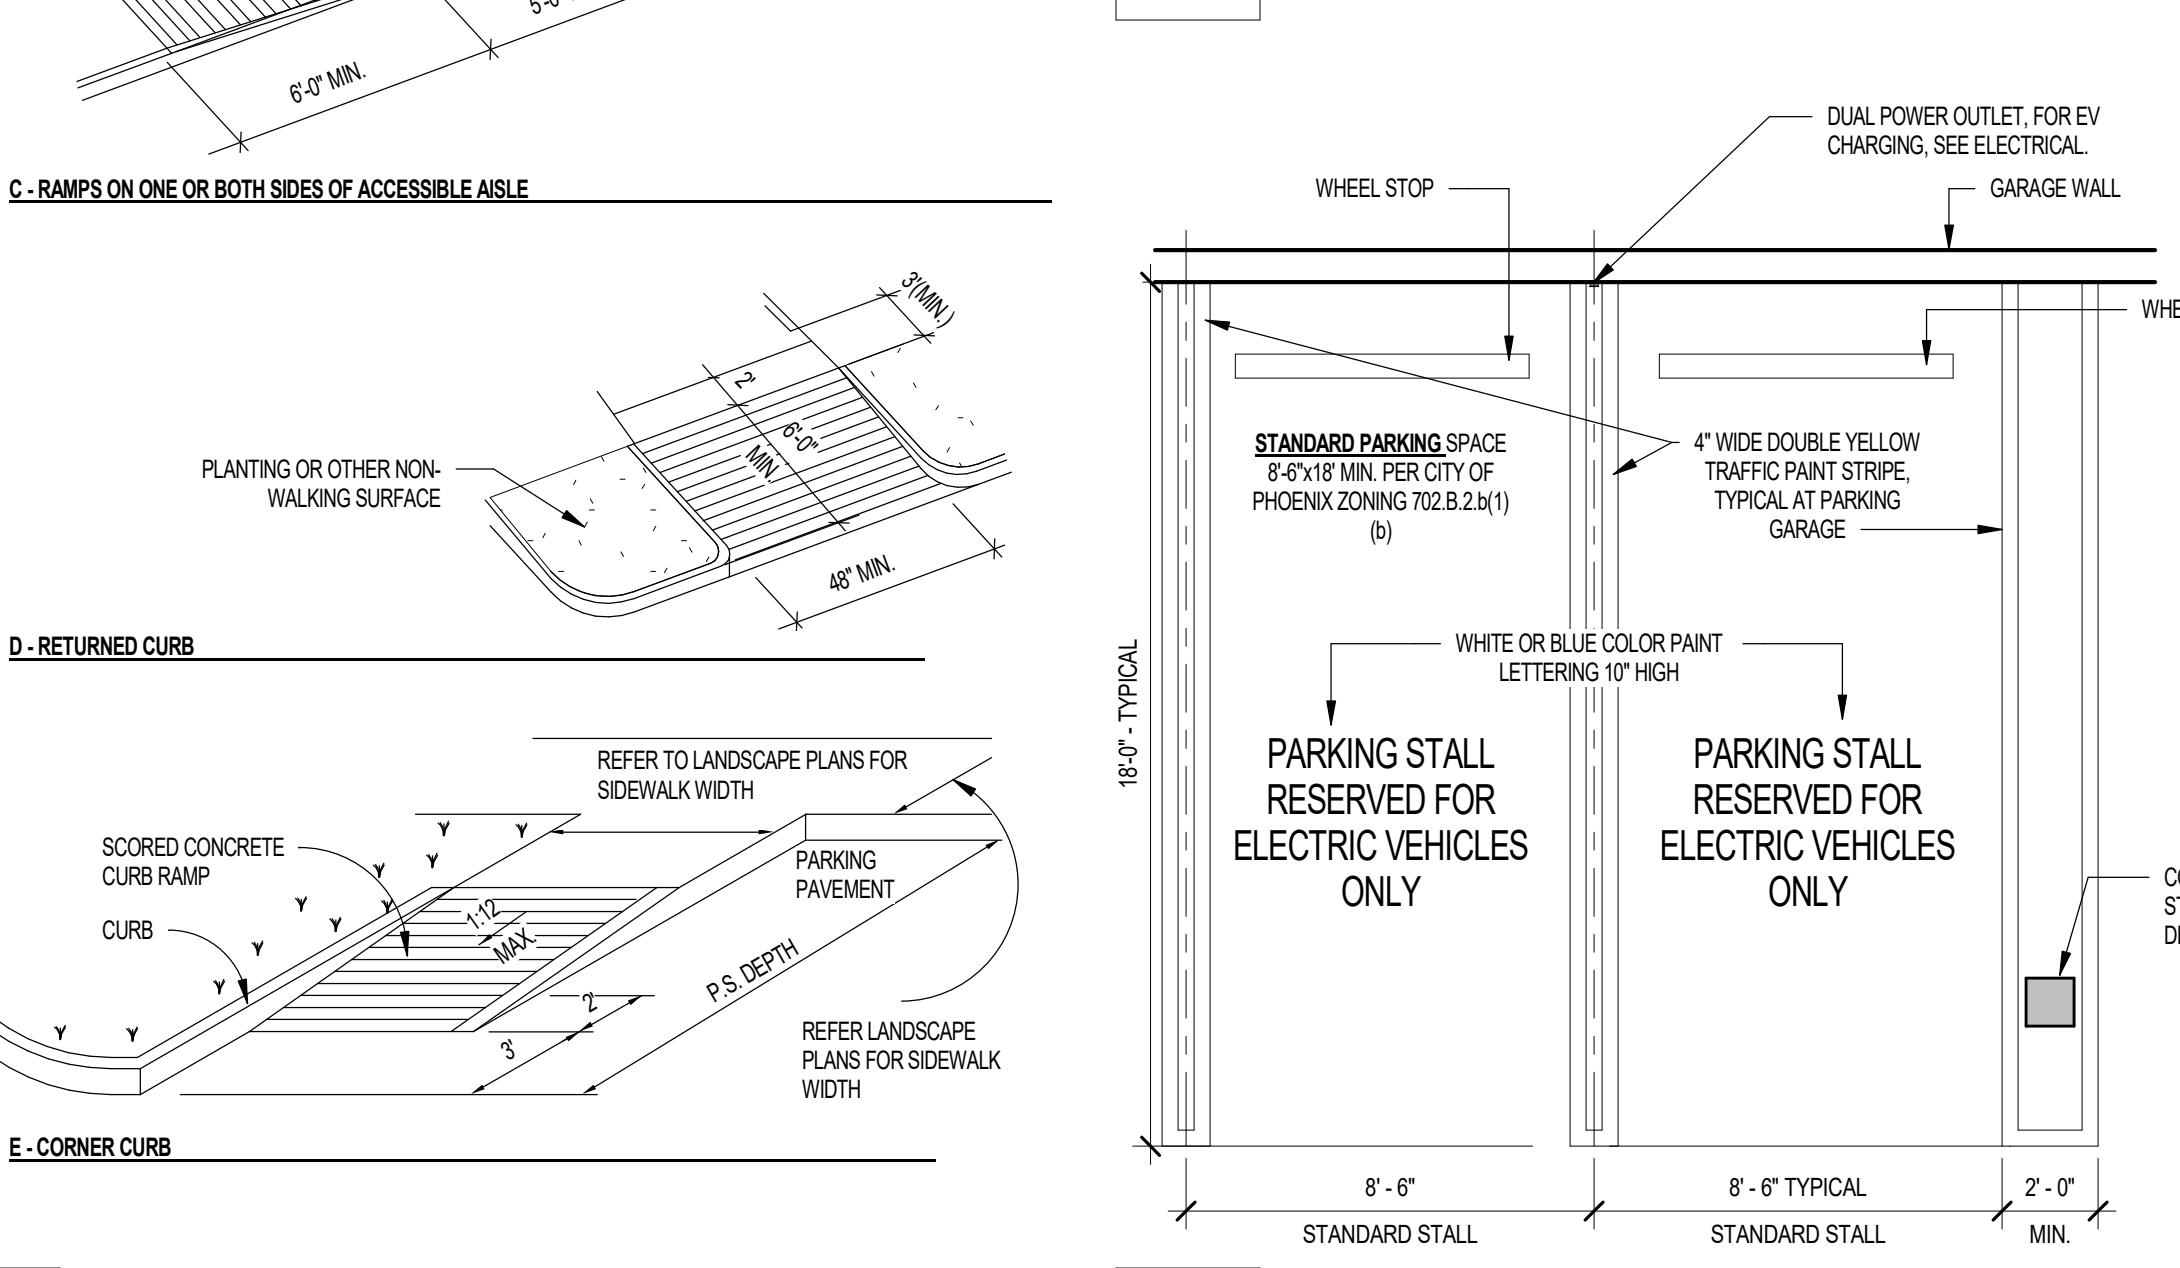 6'-0" MIN.
C - RAMPS ON ONE OR BOTH SIDES OF ACCESSIBLE AISLE
3'(MIN.)
2'
6'-0"
MIN.
PLANTING OR OTHER NON-
WALKING SURFACE
48" MIN.
D - RETURNED CURB
REFER TO LANDSCAPE PLANS FOR
SIDEWALK WIDTH
SCORED CONCRETE
CURB RAMP
CURB
PARKING
PAVEMENT
1:12
MAX.
P.S. DEPTH
2'
3'
REFER LANDSCAPE
PLANS FOR SIDEWALK
WIDTH
E - CORNER CURB
DUAL POWER OUTLET, FOR EV
CHARGING, SEE ELECTRICAL.
WHEEL STOP
GARAGE WALL
STANDARD PARKING SPACE
8'-6"x18' MIN. PER CITY OF
PHOENIX ZONING 702.B.2.b(1)
(b)
4" WIDE DOUBLE YELLOW
TRAFFIC PAINT STRIPE,
TYPICAL AT PARKING
GARAGE
WHITE OR BLUE COLOR PAINT
LETTERING 10" HIGH
18'-0" - TYPICAL
PARKING STALL
RESERVED FOR
ELECTRIC VEHICLES
ONLY
PARKING STALL
RESERVED FOR
ELECTRIC VEHICLES
ONLY
8' - 6"
STANDARD STALL
8' - 6" TYPICAL
STANDARD STALL
2' - 0"
MIN.